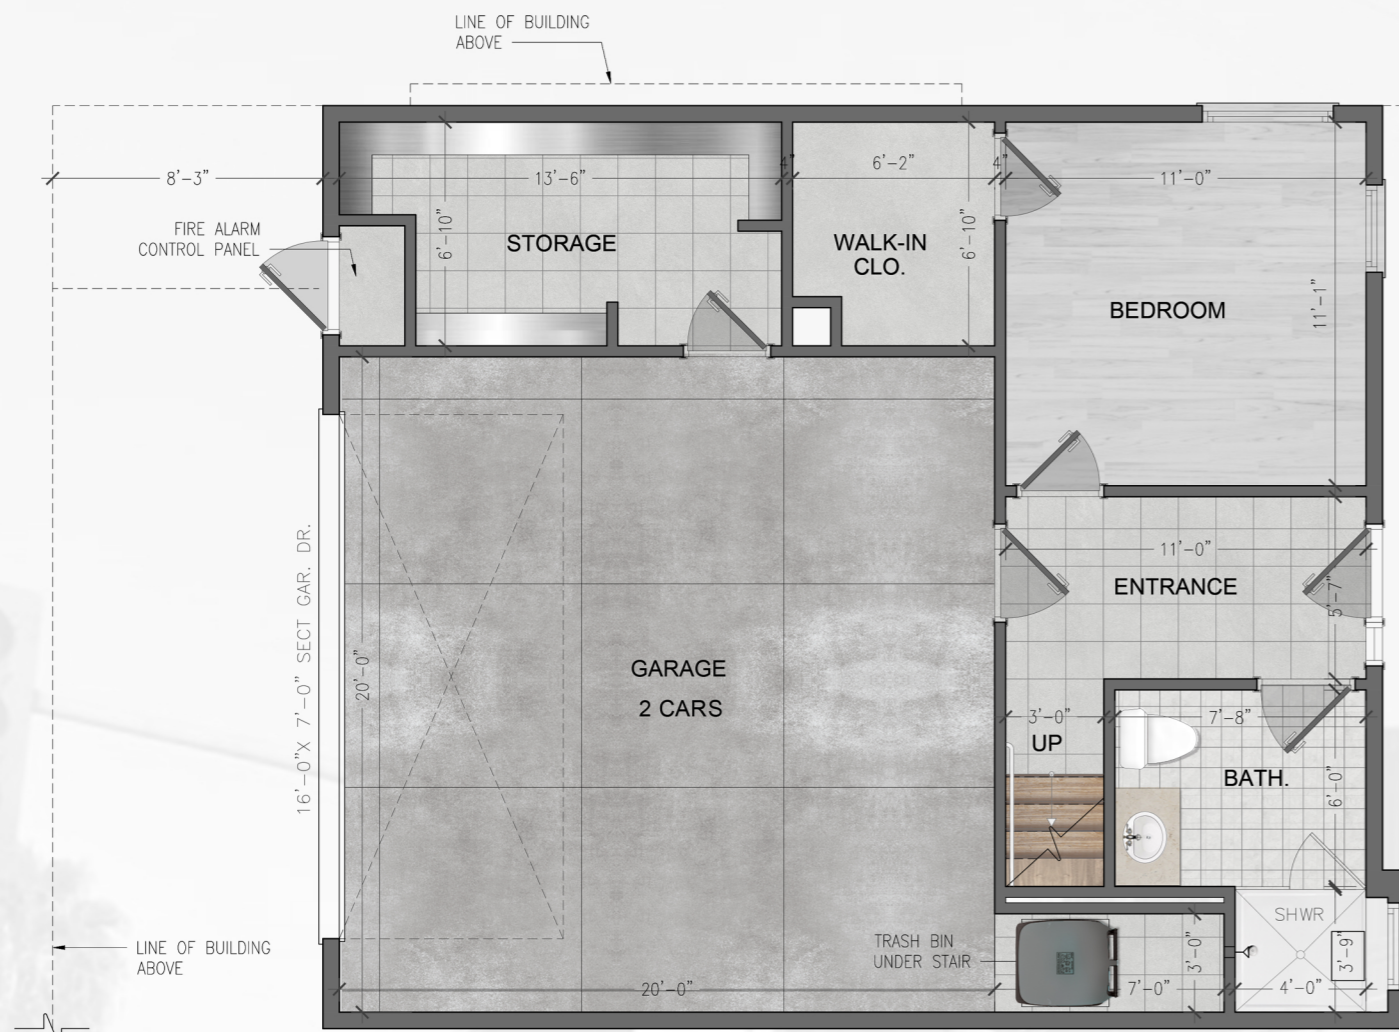 LINE OF BUILDING
ABOVE
8'-3"
13'-6"
4"
6'-2"
4"
11'-0"
FIRE ALARM
CONTROL PANEL
6'-10"
STORAGE
WALK-IN
CLO.
6'-10"
BEDROOM
11'-1"
16'-0"X 7'-0" SECT GAR. DR.
11'-0"
ENTRANCE
5'-7"
20'-0"
GARAGE
2 CARS
3'-0"
UP
7'-8"
BATH.
6'-0"
LINE OF BUILDING
ABOVE
TRASH BIN
UNDER STAIR
SHWR
3'-0"
3'-9"
20'-0"
7'-0"
4'-0"